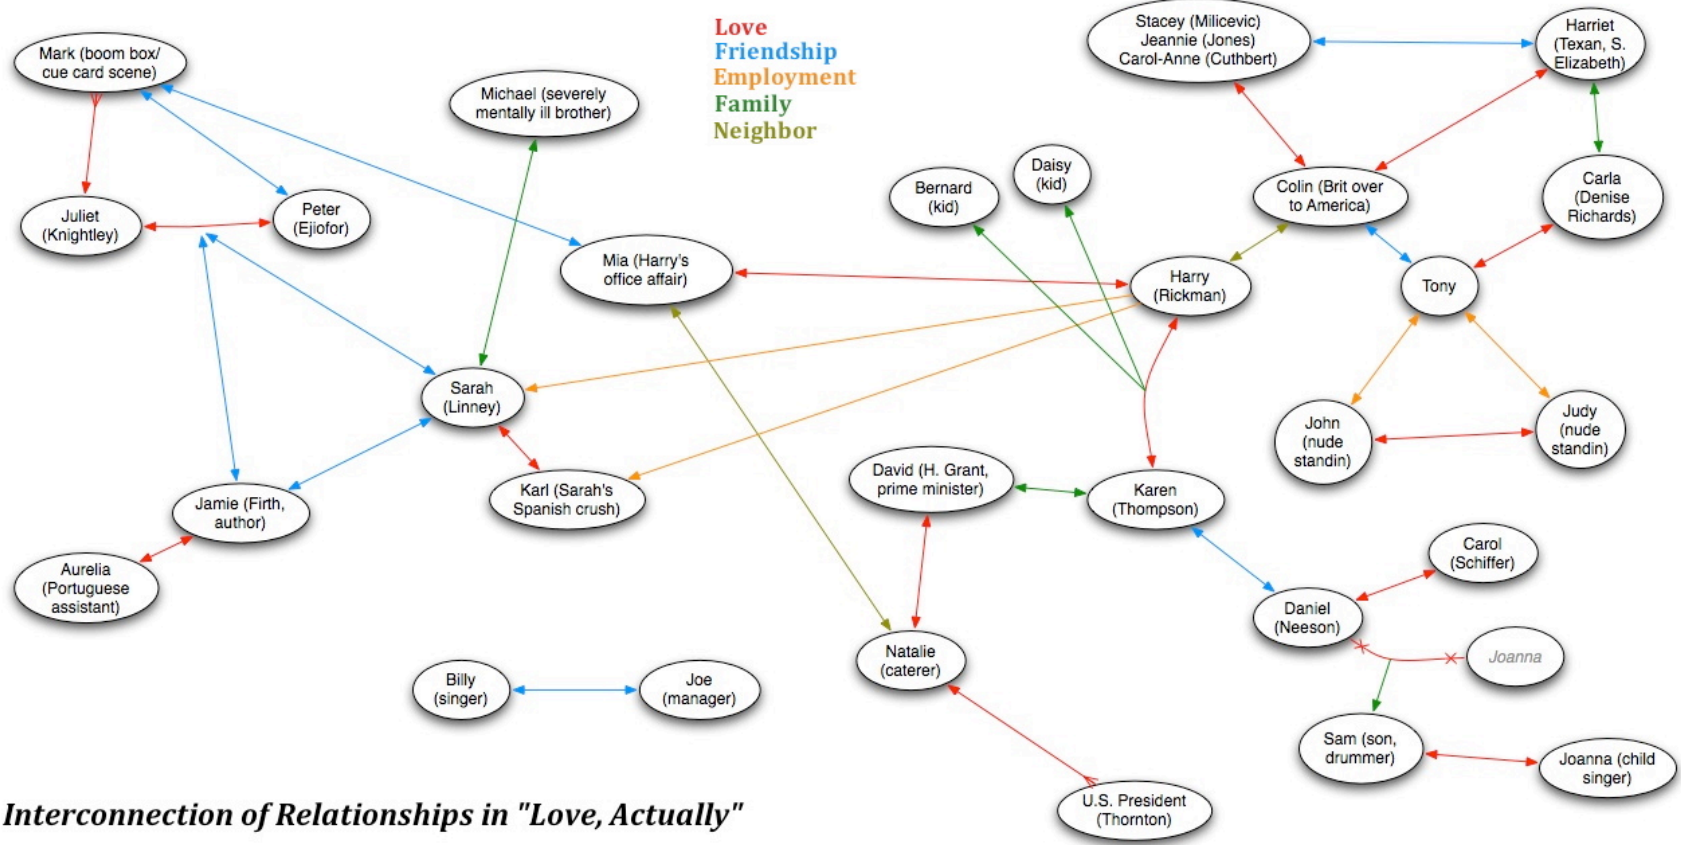 Love
Friendship
Employment
Family
Neighbor
Mark (boom box/
cue card scene)
Michael (severely
mentally ill brother)
Stacey (Milicevic)
Jeannie (Jones)
Carol-Anne (Cuthbert)
Harriet
(Texan, S.
Elizabeth)
Juliet
(Knightley)
Peter
(Ejiofor)
Bernard
(kid)
Daisy
(kid)
Colin (Brit over
to America)
Carla
(Denise
Richards)
Mia (Harry's
office affair)
Harry
(Rickman)
Tony
Sarah
(Linney)
John
(nude
standin)
Judy
(nude
standin)
Jamie (Firth,
author)
Karl (Sarah's
Spanish crush)
David (H. Grant,
prime minister)
Karen
(Thompson)
Aurelia
(Portuguese
assistant)
Carol
(Schiffer)
Daniel
(Neeson)
Joanna
Billy
(singer)
Joe
(manager)
Natalie
(caterer)
Sam (son,
drummer)
Joanna (child
singer)
U.S. President
(Thornton)
Interconnection of Relationships in "Love, Actually"